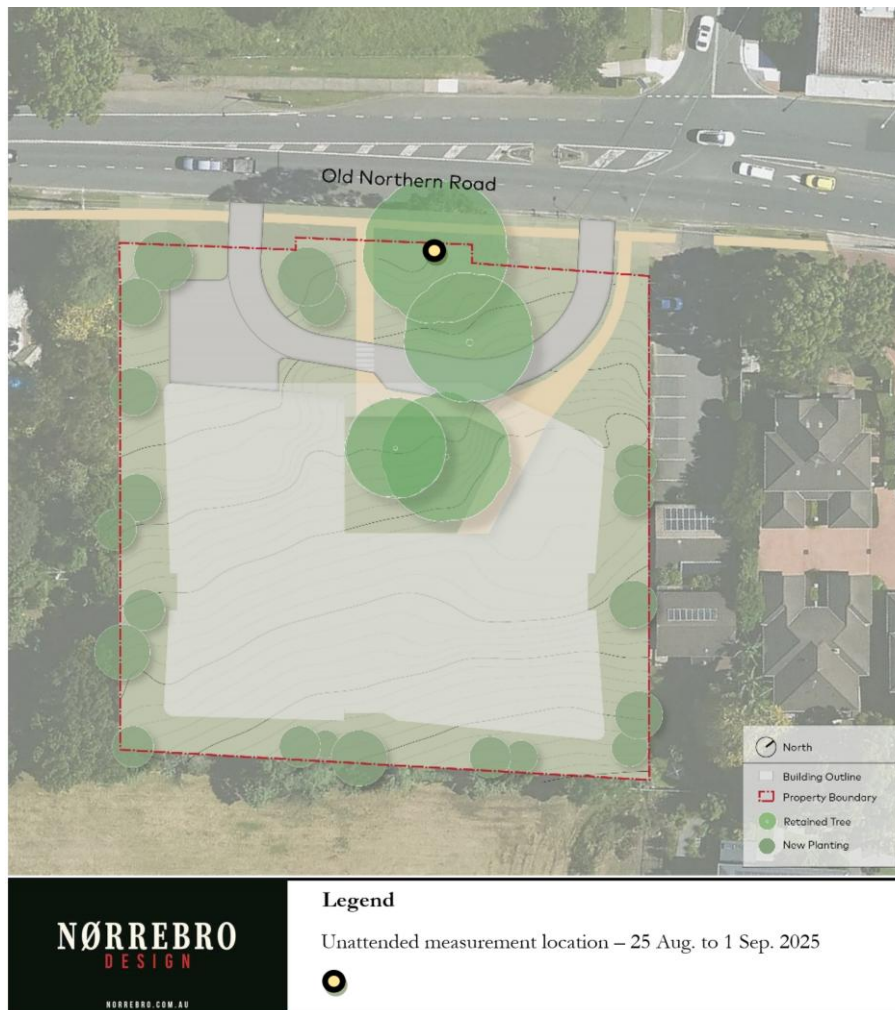 Old Northern Road
North
Building Outline
Property Boundary
Retained Tree
New Planting
NØRREBRO
DESIGN
NORREBRO.COM.AU
Legend
Unattended measurement location – 25 Aug. to 1 Sep. 2025